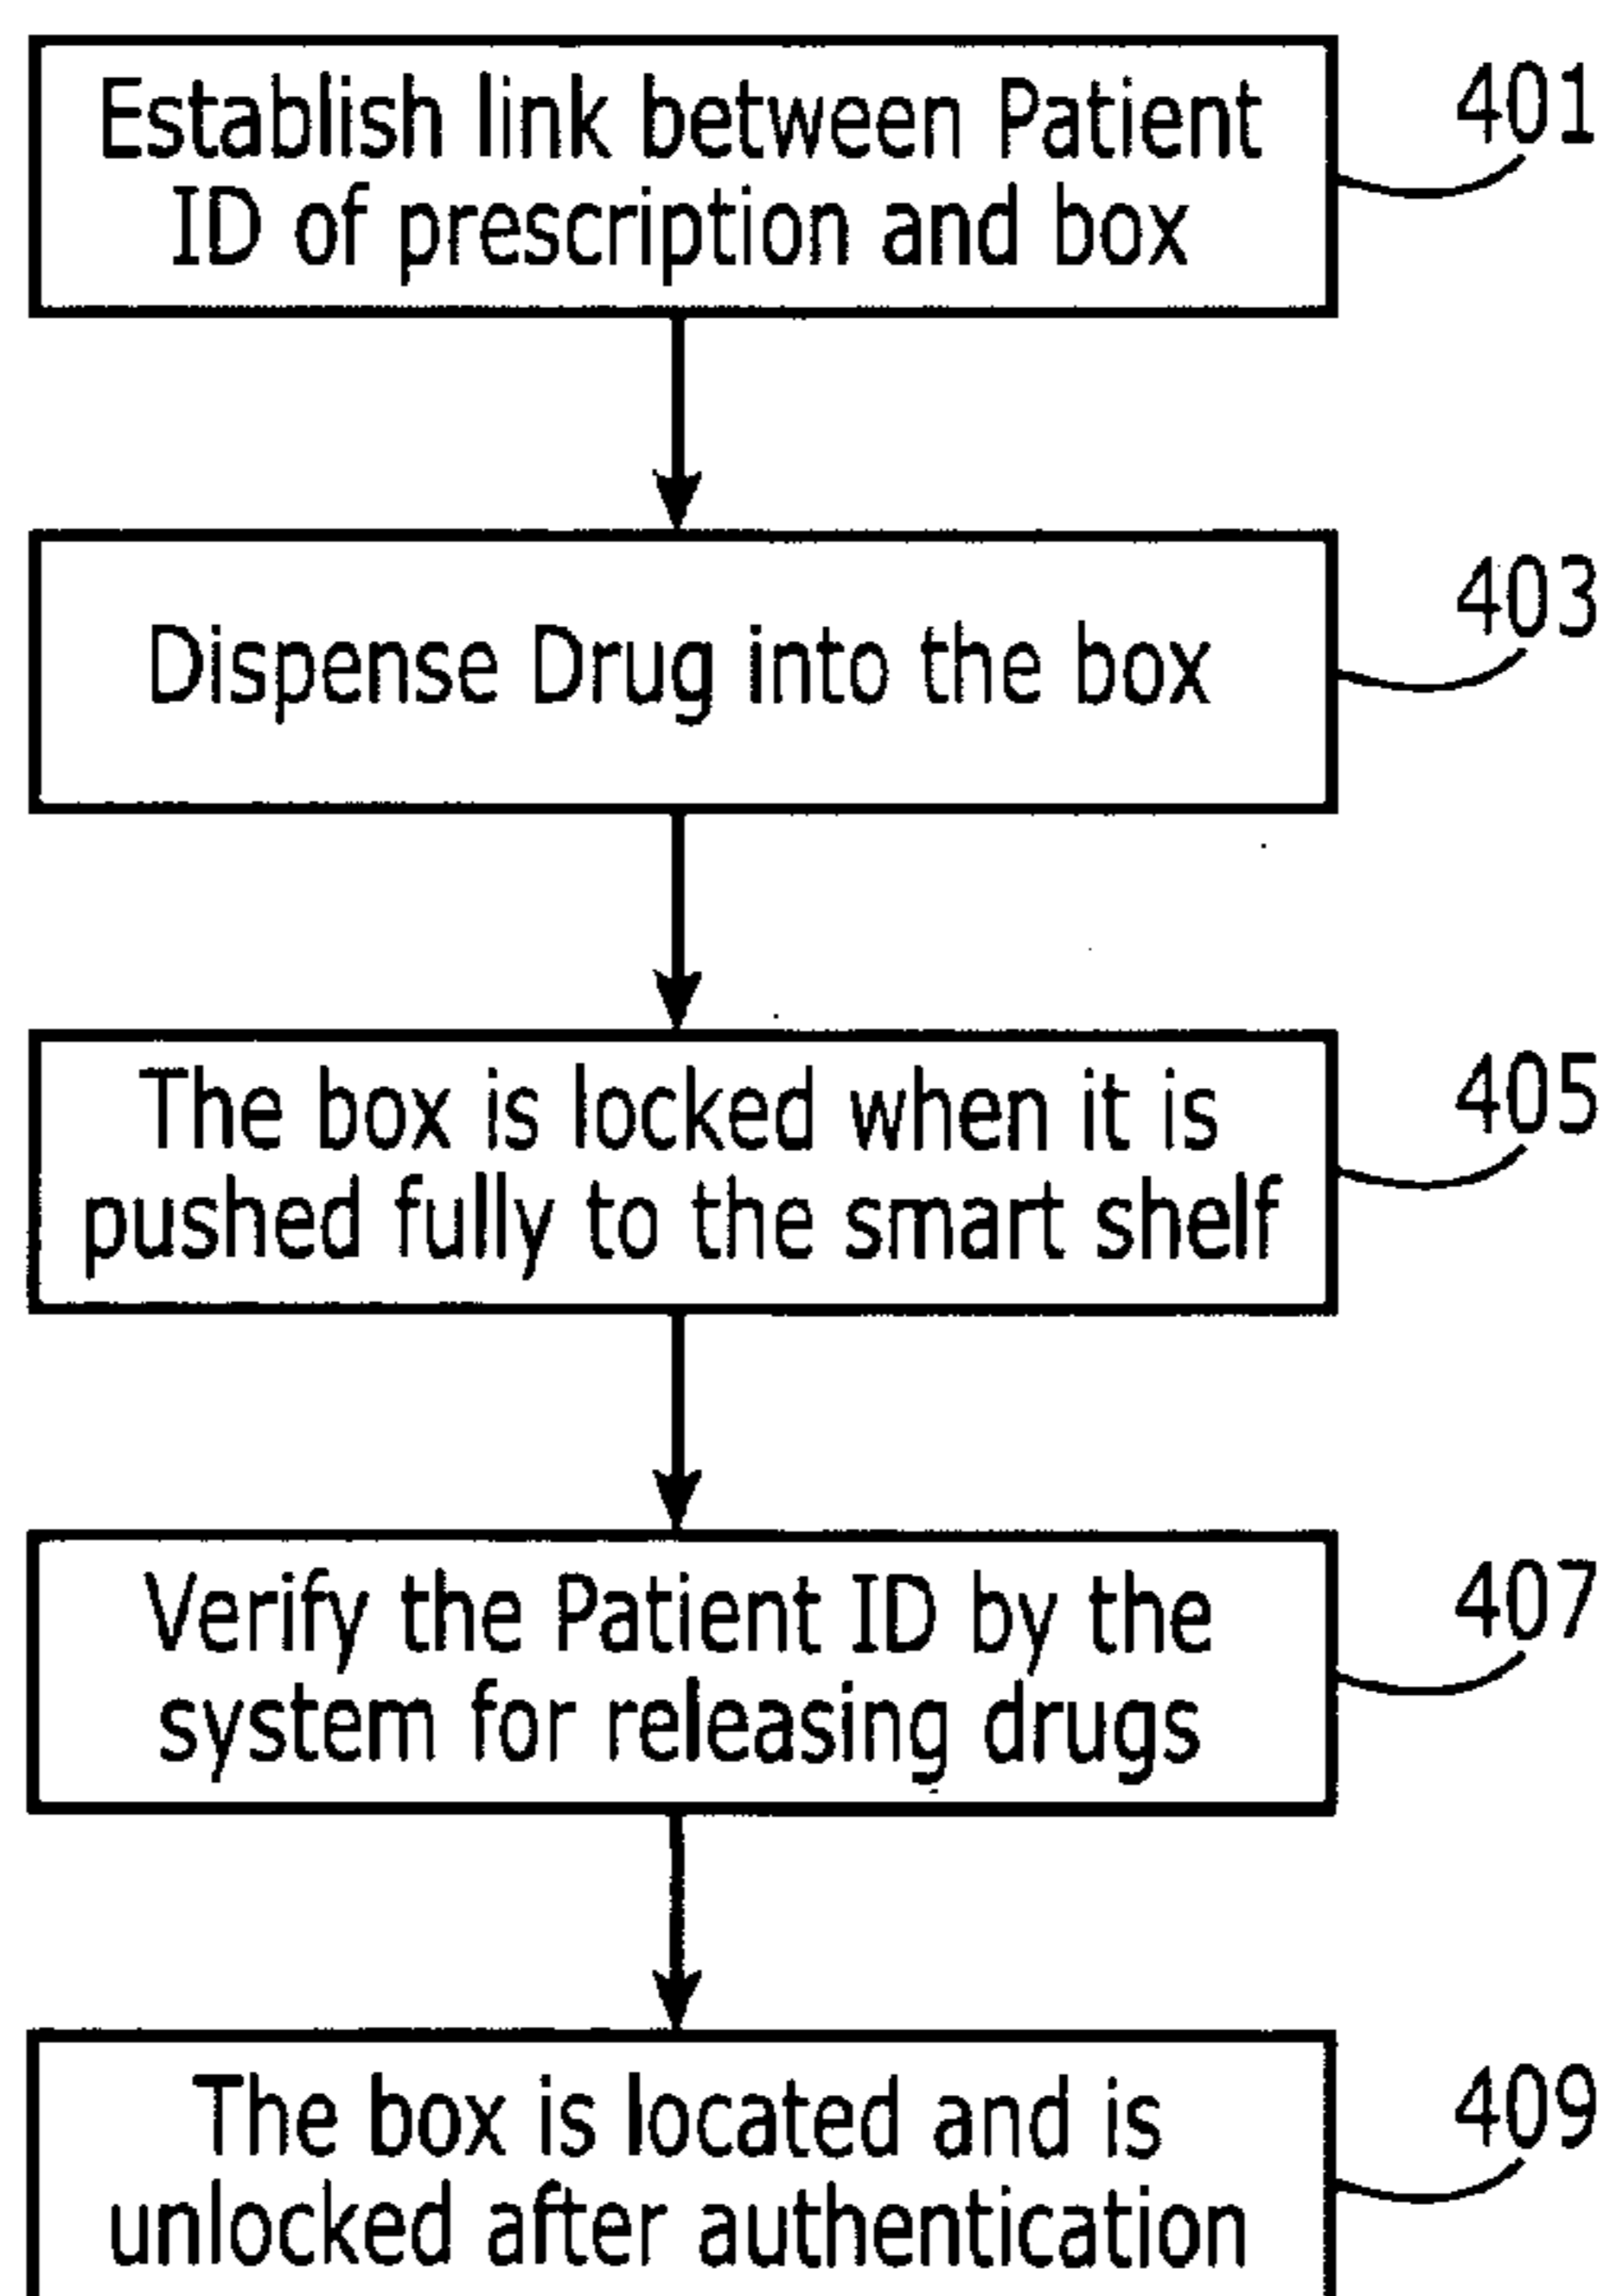 Establish link between Patient
ID of prescription and box
401
Dispense Drug into the box
403
The box is locked when it is
pushed fully to the smart shelf
405
Verify the Patient ID by the
system for releasing drugs
407
The box is located and is
unlocked after authentication
409